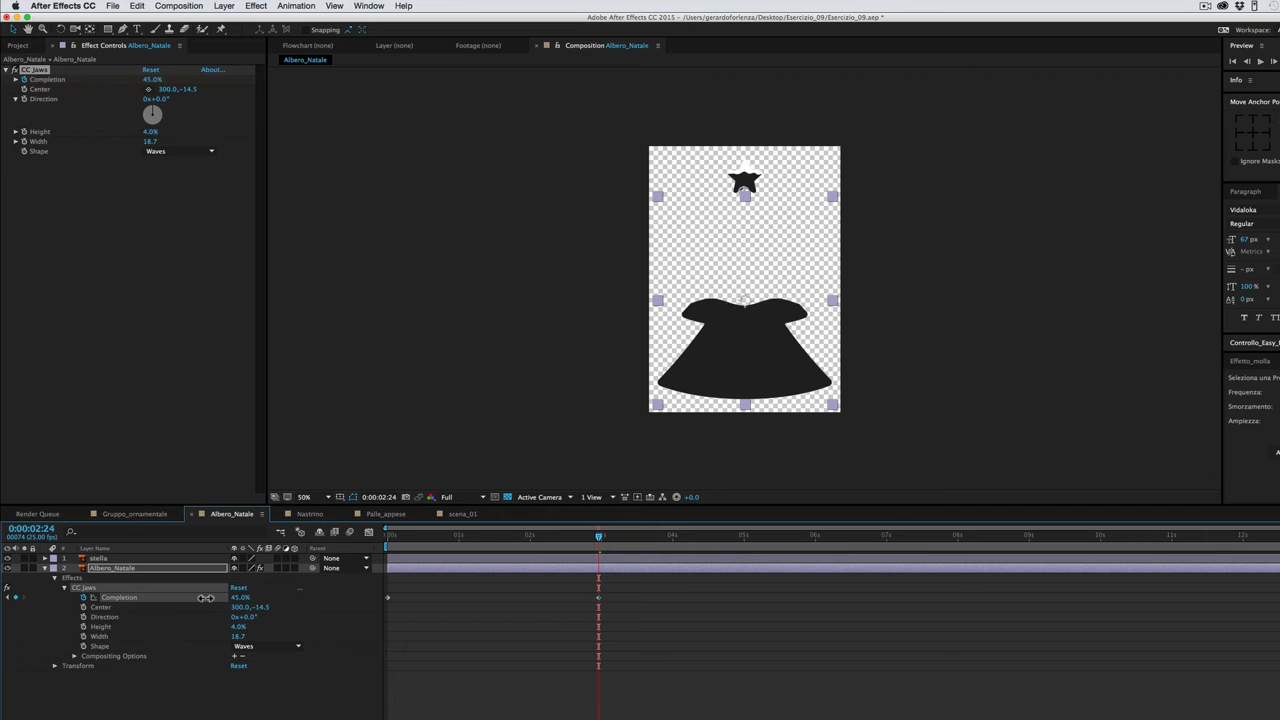 After Effects CC File Edit Composition Layer Effect Animation View Window Help
Adobe After Effects CC 2015 - /Users/gerardoforlenza/Desktop/Esercizio_09/Esercizio_09.aep *
Snapping
Workspace:
Project × Effect Controls Albero_Natale
Flowchart (none) Layer (none) Footage (none) × Composition Albero_Natale
Preview
Albero_Natale • Albero_Natale
Albero_Natale
fx CC Jaws Reset About...
Completion 45.0%
Center 300.0,-14.5
Direction 0x+0.0°
Height 4.0%
Width 18.7
Shape Waves
Info
Move Anchor Point
Ignore Masks
Paragraph
Vidaloka
Regular
67 px
Metrics
- px
100 %
0 px
T T TT
Controllo_Easy_
Effetto_molla
Seleziona una Pr
Frequenza:
Smorzamento:
Ampiezza:
50% 0:00:02:24 Full Active Camera 1 View +0.0
Render Queue Gruppo_ornamentale × Albero_Natale Nastrino Palle_appese scena_01
0:00:02:24
00074 (25.00 fps)
:00s 01s 02s 04s 05s 06s 07s 08s 09s 10s 11s 12s
# Layer Name Parent
1 stella None
2 Albero_Natale None
Effects
fx CC Jaws Reset ...
Completion 45.0%
Center 300.0,-14.5
Direction 0x+0.0°
Height 4.0%
Width 18.7
Shape Waves
Compositing Options + −
Transform Reset